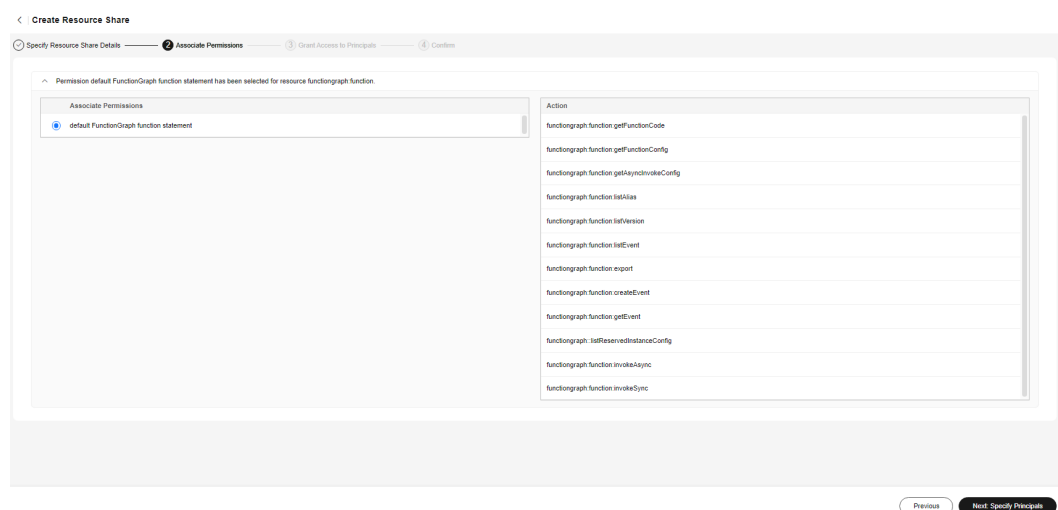 Create Resource Share
Specify Resource Share Details 2 Associate Permissions 3 Grant Access to Principals 4 Confirm
Permission default FunctionGraph function statement has been selected for resource functiongraph:function.
Associate Permissions
default FunctionGraph function statement
Action
functiongraph:function:getFunctionCode
functiongraph:function:getFunctionConfig
functiongraph:function:getAsyncInvokeConfig
functiongraph:function:listAlias
functiongraph:function:listVersion
functiongraph:function:listEvent
functiongraph:function:export
functiongraph:function:createEvent
functiongraph:function:getEvent
functiongraph::listReservedInstanceConfig
functiongraph:function:invokeAsync
functiongraph:function:invokeSync
Previous Next: Specify Principals